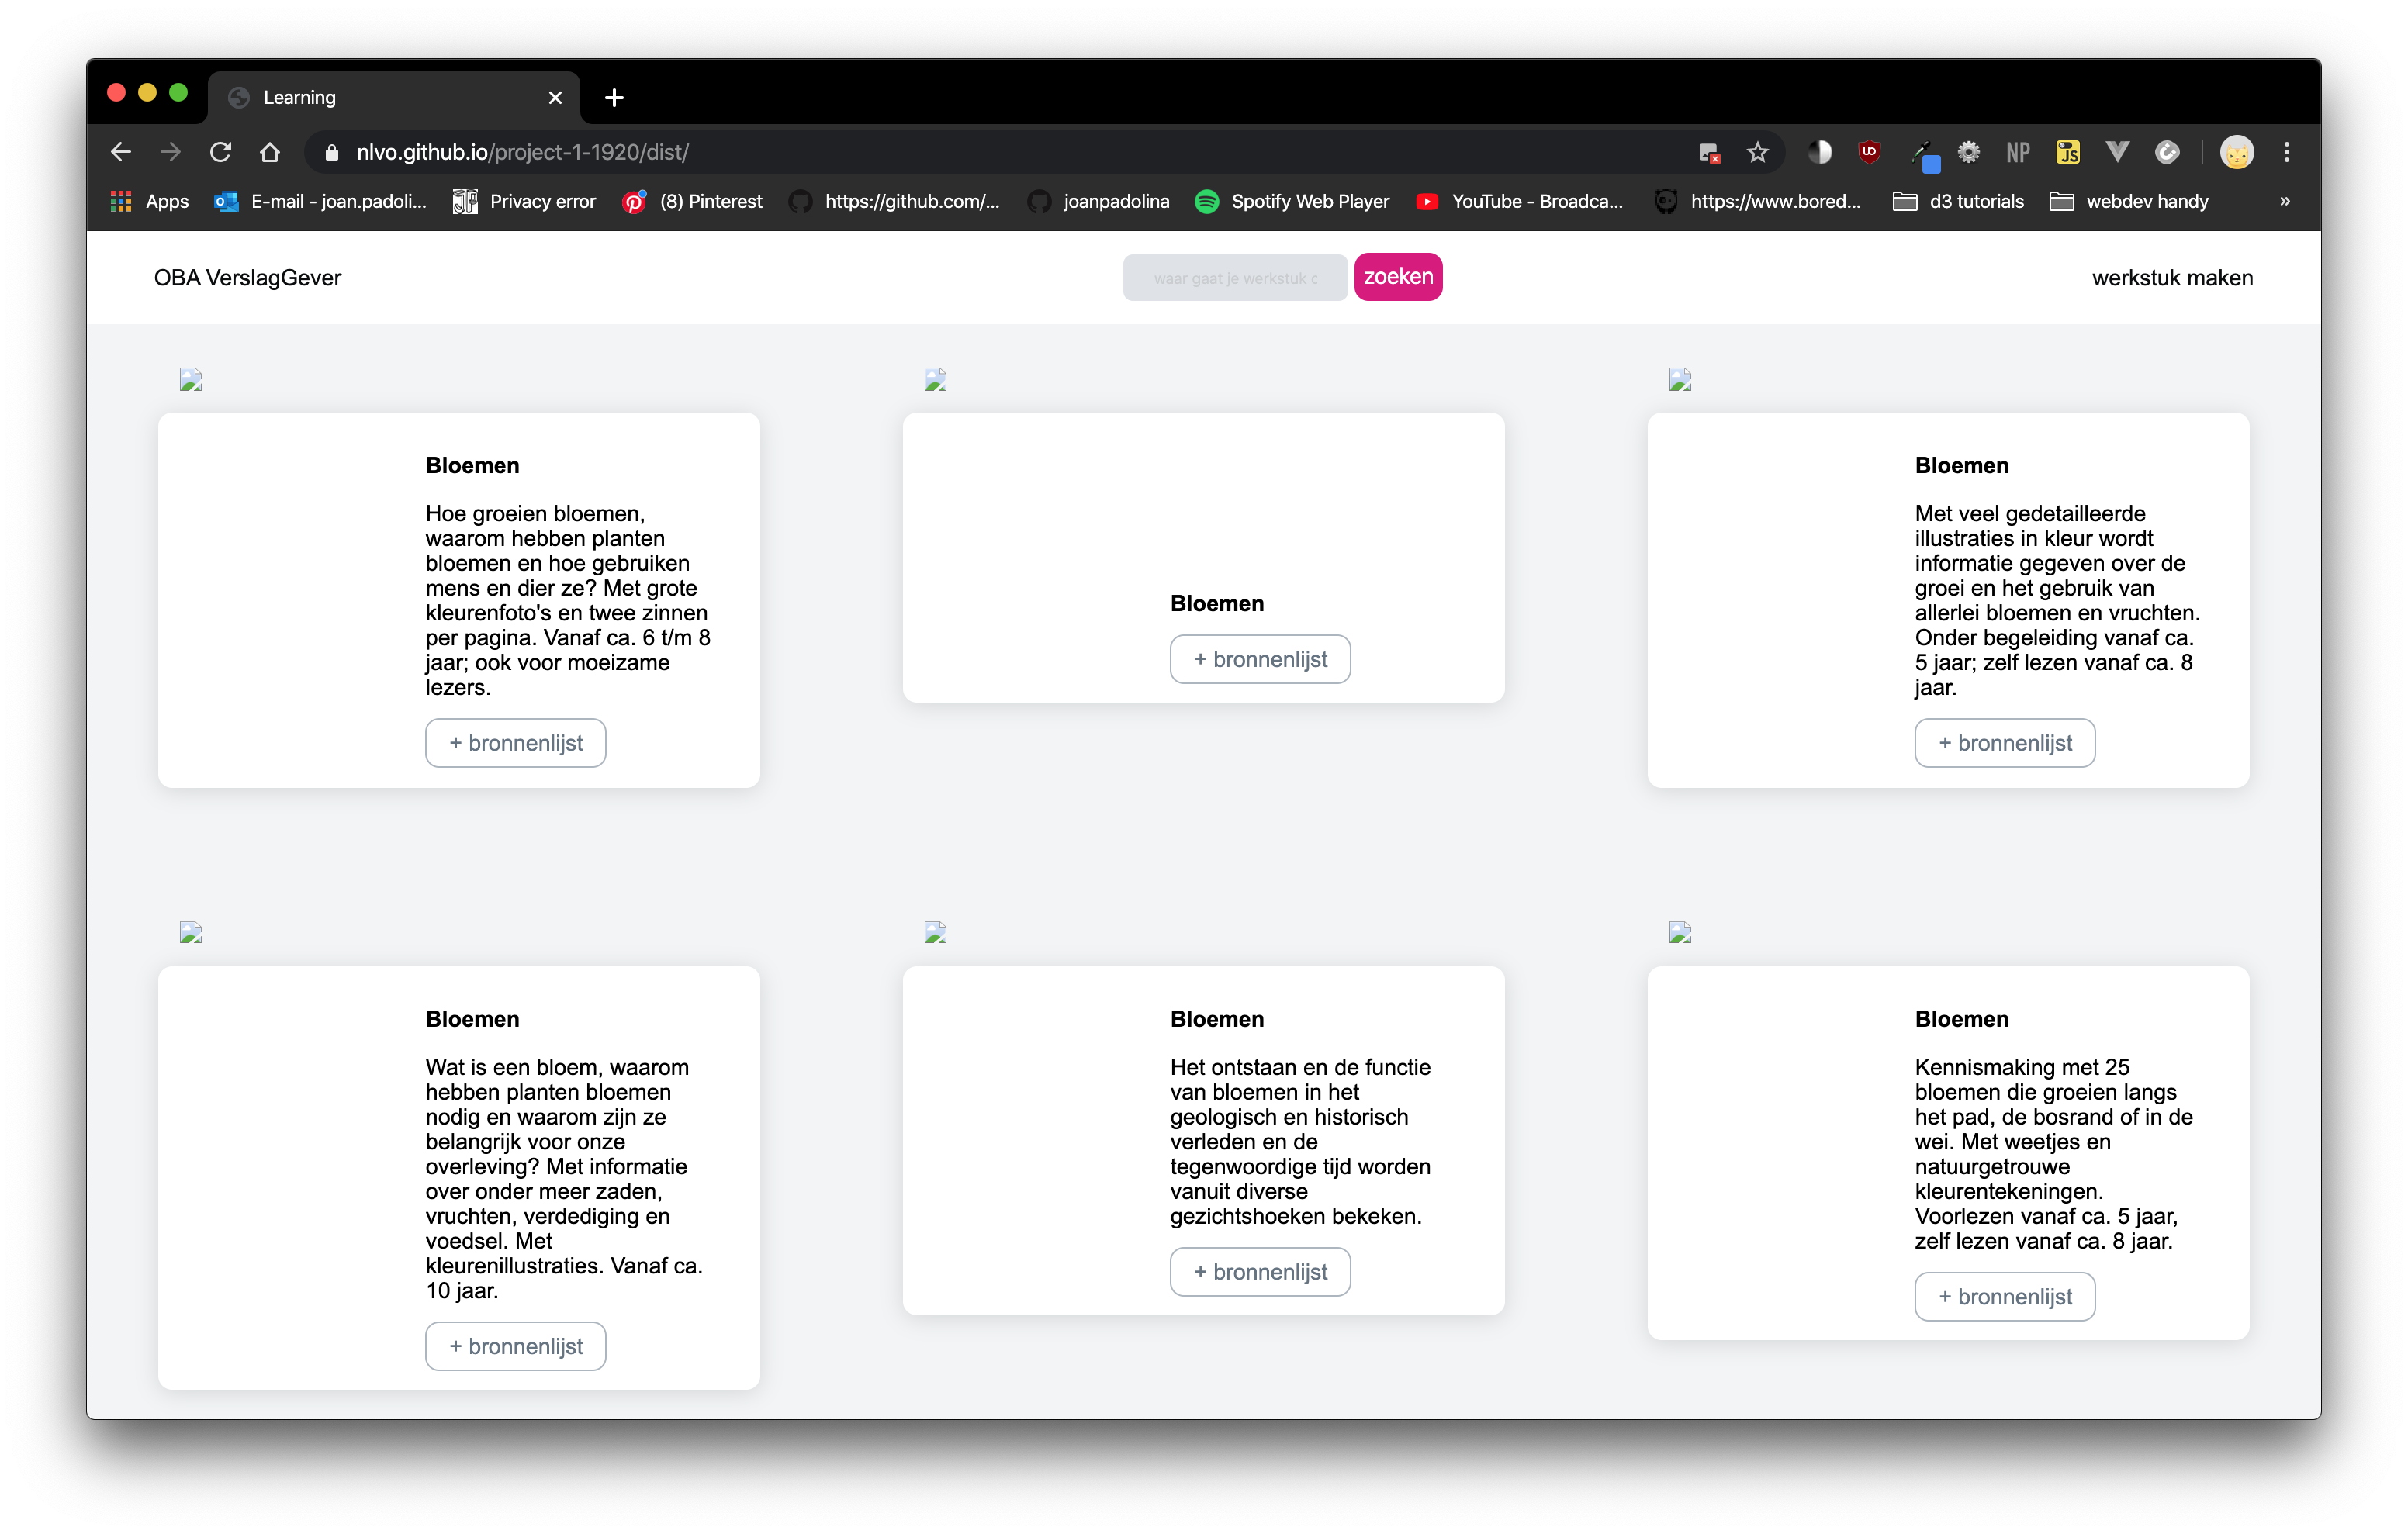 Learning
nlvo.github.io/project-1-1920/dist/
NP
JS
Apps
E-mail - joan.padoli...
Privacy error
(8) Pinterest
https://github.com/...
joanpadolina
Spotify Web Player
YouTube - Broadca...
https://www.bored...
d3 tutorials
webdev handy
»
OBA VerslagGever
waar gaat je werkstuk c
zoeken
werkstuk maken
Bloemen
Hoe groeien bloemen,
waarom hebben planten
bloemen en hoe gebruiken
mens en dier ze? Met grote
kleurenfoto's en twee zinnen
per pagina. Vanaf ca. 6 t/m 8
jaar; ook voor moeizame
lezers.
+ bronnenlijst
Bloemen
+ bronnenlijst
Bloemen
Met veel gedetailleerde
illustraties in kleur wordt
informatie gegeven over de
groei en het gebruik van
allerlei bloemen en vruchten.
Onder begeleiding vanaf ca.
5 jaar; zelf lezen vanaf ca. 8
jaar.
+ bronnenlijst
Bloemen
Wat is een bloem, waarom
hebben planten bloemen
nodig en waarom zijn ze
belangrijk voor onze
overleving? Met informatie
over onder meer zaden,
vruchten, verdediging en
voedsel. Met
kleurenillustraties. Vanaf ca.
10 jaar.
+ bronnenlijst
Bloemen
Het ontstaan en de functie
van bloemen in het
geologisch en historisch
verleden en de
tegenwoordige tijd worden
vanuit diverse
gezichtshoeken bekeken.
+ bronnenlijst
Bloemen
Kennismaking met 25
bloemen die groeien langs
het pad, de bosrand of in de
wei. Met weetjes en
natuurgetrouwe
kleurentekeningen.
Voorlezen vanaf ca. 5 jaar,
zelf lezen vanaf ca. 8 jaar.
+ bronnenlijst